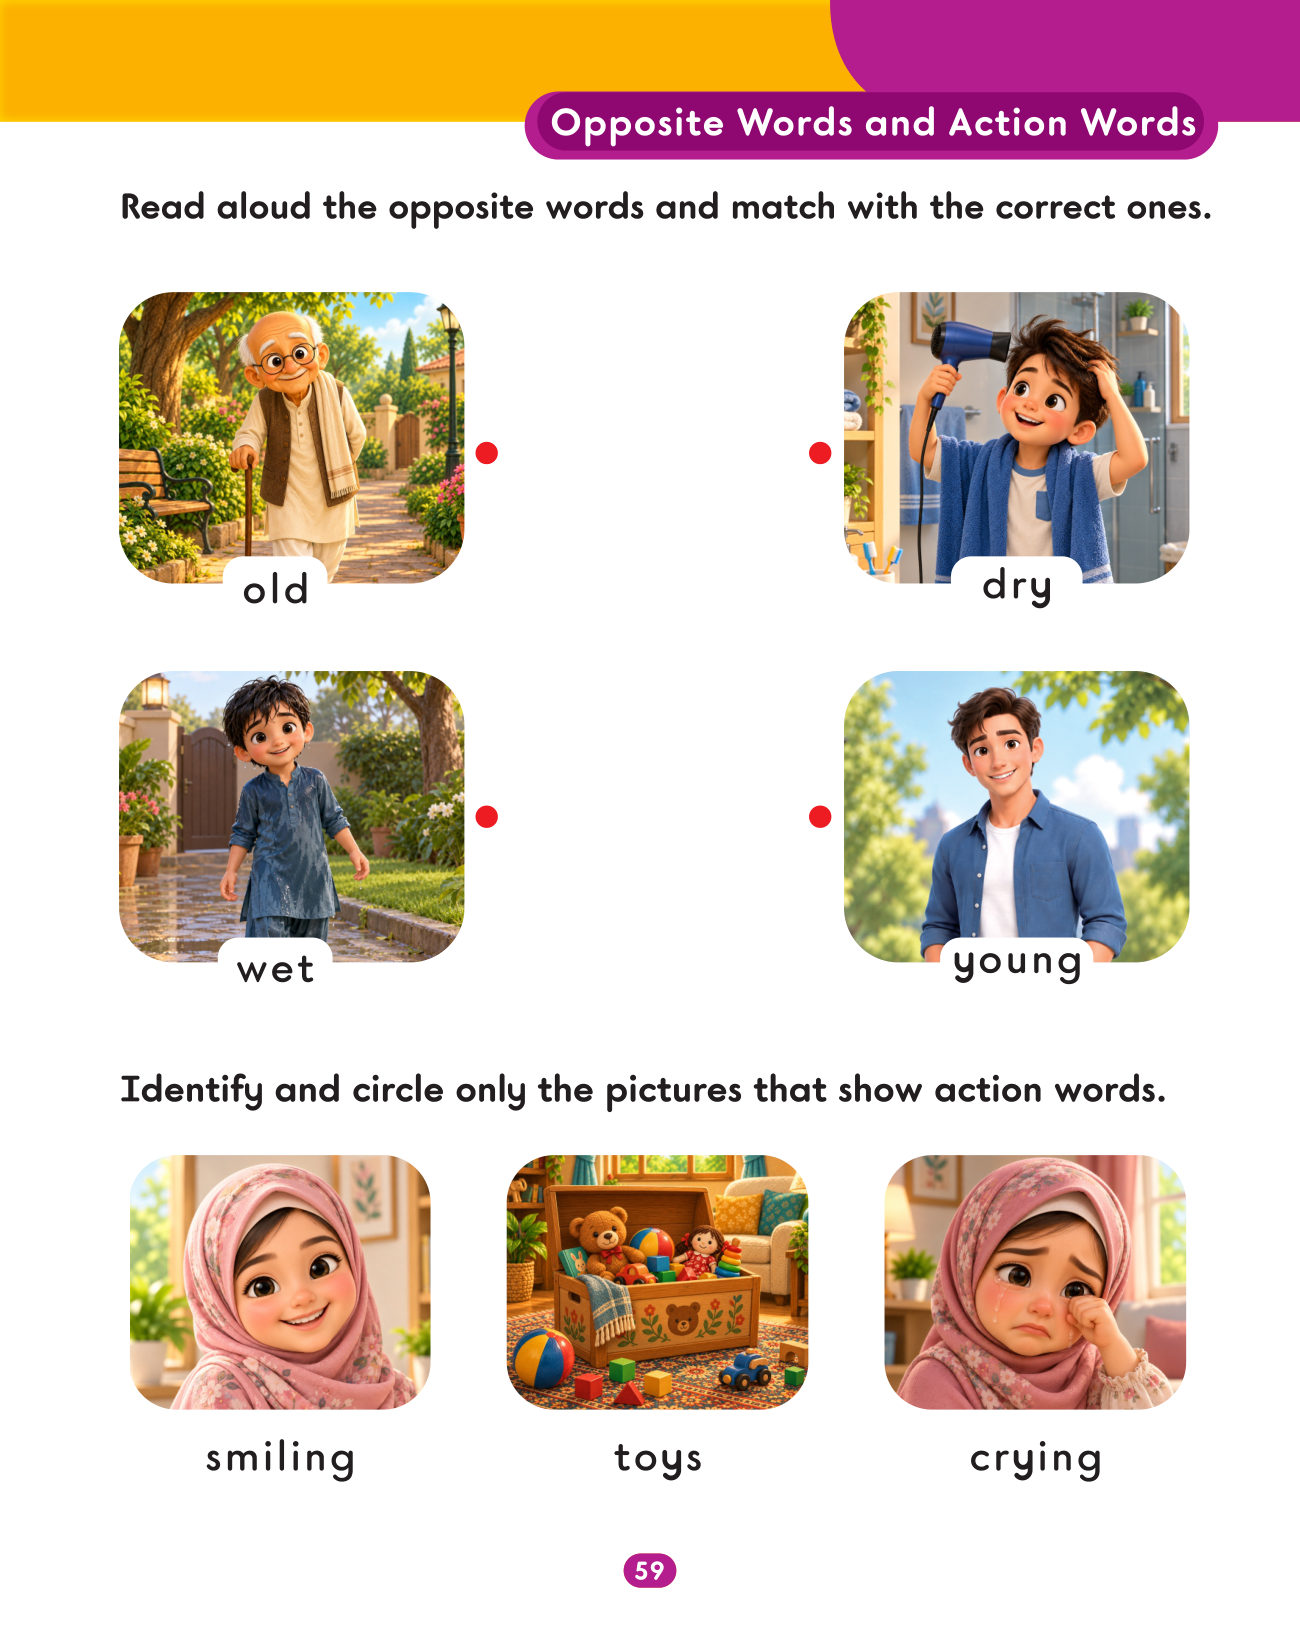 Opposite Words and Action Words
Read aloud the opposite words and match with the correct ones.
old
dry
wet
young
Identify and circle only the pictures that show action words.
smiling
toys
crying
59